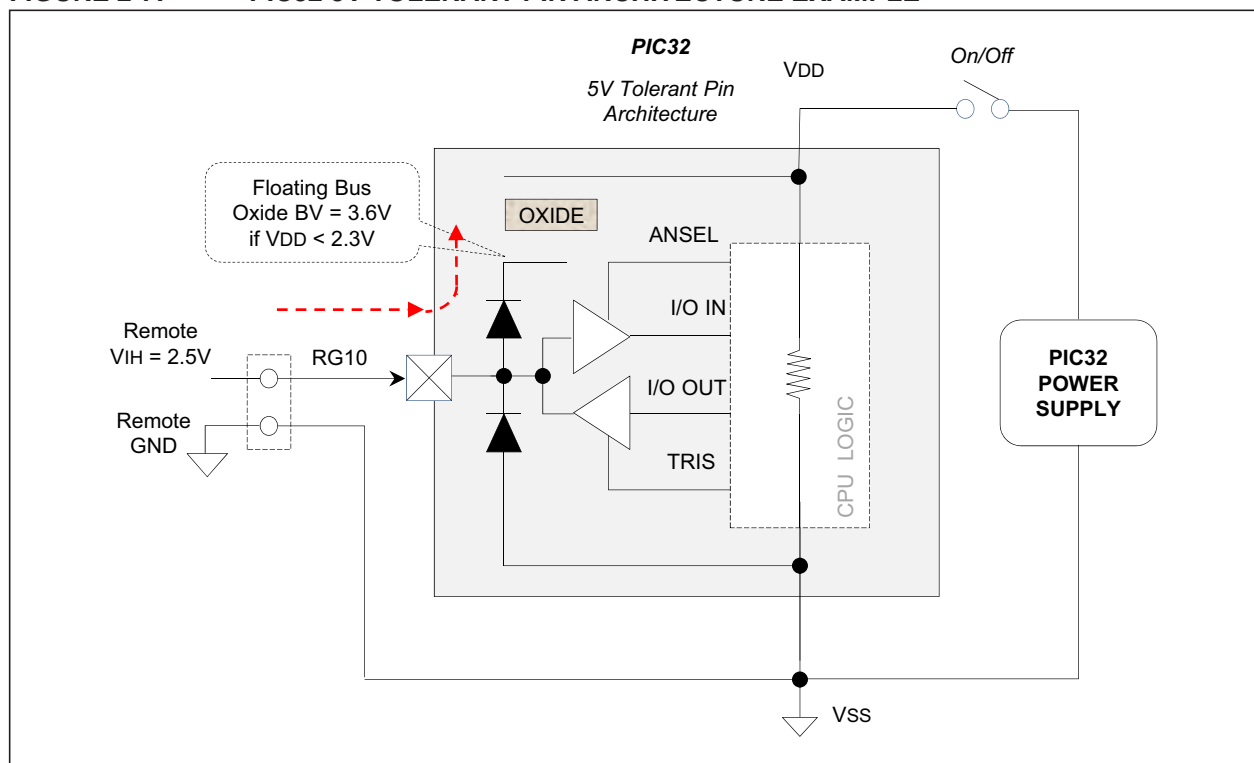 PIC32
5V Tolerant Pin
Architecture
VDD
On/Off
Floating Bus
Oxide BV = 3.6V
if VDD < 2.3V
OXIDE
ANSEL
I/O IN
Remote
VIH = 2.5V
RG10
I/O OUT
Remote
GND
TRIS
CPU LOGIC
PIC32
POWER
SUPPLY
VSS